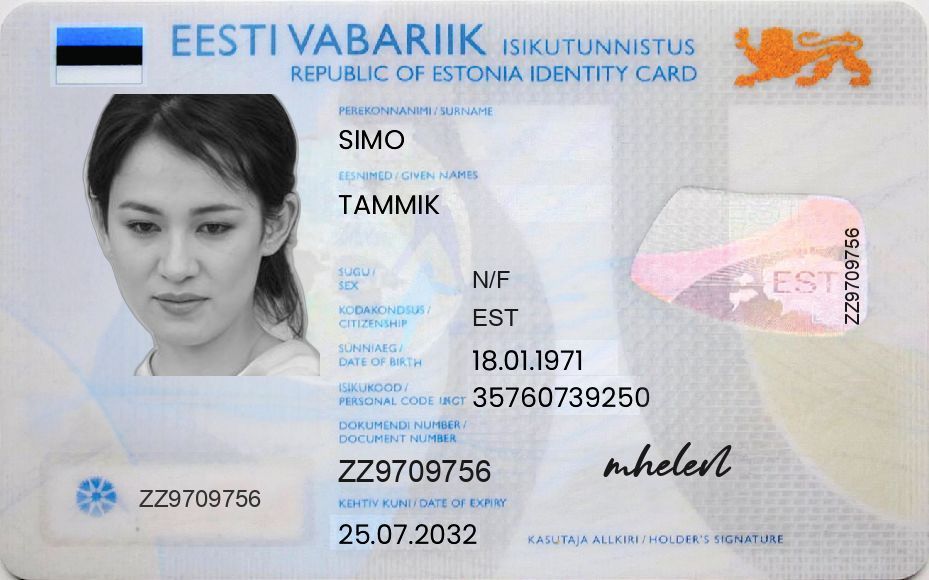 EESTI VABARIIK ISIKUTUNNISTUS
REPUBLIC OF ESTONIA IDENTITY CARD
PEREKONNANIMI / SURNAME
SIMO
EESNIMED / GIVEN NAMES
TAMMIK
SUGU /
SEX
N/F
KODAKONDSUS /
CITIZENSHIP
EST
SÜNNIAEG /
DATE OF BIRTH
18.01.1971
ISIKUKOOD /
PERSONAL CODE
35760739250
DOKUMENDI NUMBER /
DOCUMENT NUMBER
ZZ9709756
KEHTIV KUNI / DATE OF EXPIRY
25.07.2032
ZZ9709756
EST
ZZ9709756
KASUTAJA ALLKIRI / HOLDER'S SIGNATURE